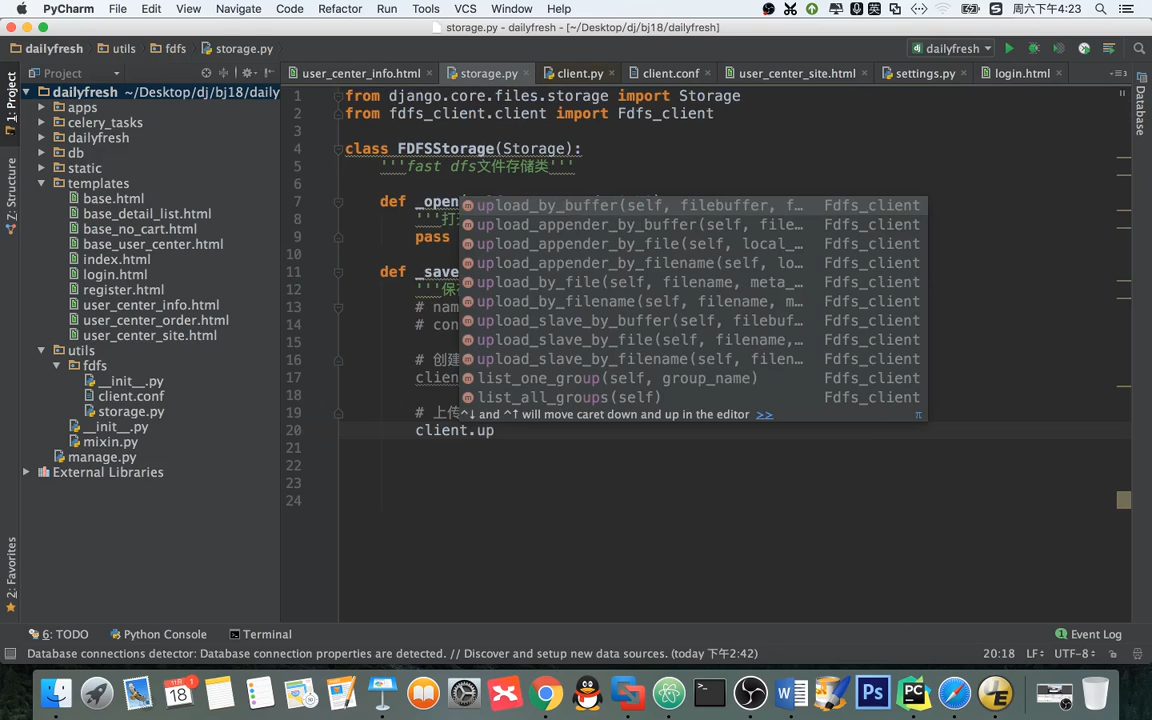 PyCharm File Edit View Navigate Code Refactor Run Tools VCS Window Help 周六下午4:23
storage.py - dailyfresh - [~/Desktop/dj/bj18/dailyfresh]
dailyfresh utils fdfs storage.py dailyfresh
Project user_center_info.html storage.py client.py client.conf user_center_site.html settings.py login.html
1: Project
Z: Structure
2: Favorites
Database
dailyfresh ~/Desktop/dj/bj18/daily
apps
celery_tasks
dailyfresh
db
static
templates
base.html
base_detail_list.html
base_no_cart.html
base_user_center.html
index.html
login.html
register.html
user_center_info.html
user_center_order.html
user_center_site.html
utils
fdfs
__init__.py
client.conf
storage.py
__init__.py
mixin.py
manage.py
External Libraries
1 from django.core.files.storage import Storage
2 from fdfs_client.client import Fdfs_client
3
4 class FDFSStorage(Storage):
5 '''fast dfs文件存储类'''
6
7 def _open
8 '''打
9 pass
10
11 def _save
12 '''保
13 # nam
14 # con
15
16 # 创建
17 clien
18
19 # 上传
20 client.up
21
22
23
24
upload_by_buffer(self, filebuffer, f… Fdfs_client
upload_appender_by_buffer(self, file… Fdfs_client
upload_appender_by_file(self, local_… Fdfs_client
upload_appender_by_filename(self, lo… Fdfs_client
upload_by_file(self, filename, meta_… Fdfs_client
upload_by_filename(self, filename, m… Fdfs_client
upload_slave_by_buffer(self, filebuf… Fdfs_client
upload_slave_by_file(self, filename,… Fdfs_client
upload_slave_by_filename(self, filen… Fdfs_client
list_one_group(self, group_name) Fdfs_client
list_all_groups(self) Fdfs_client
^↓ and ^↑ will move caret down and up in the editor >> π
6: TODO Python Console Terminal 1 Event Log
Database connections detector: Database connection properties are detected. // Discover and setup new data sources. (today 下午2:42) 20:18 LF÷ UTF-8÷